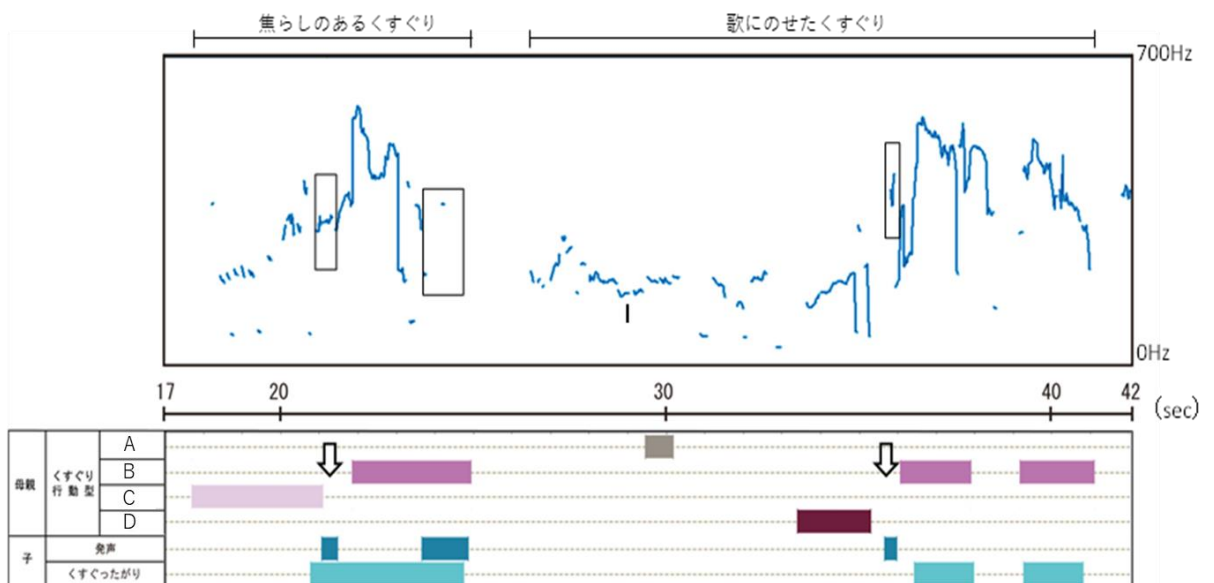 焦らしのあるくすぐり
歌にのせたくすぐり
700Hz
0Hz
17 20 30 40 42
(sec)
母親
くすぐり
行動型
A
B
C
D
子
発声
くすぐったがり